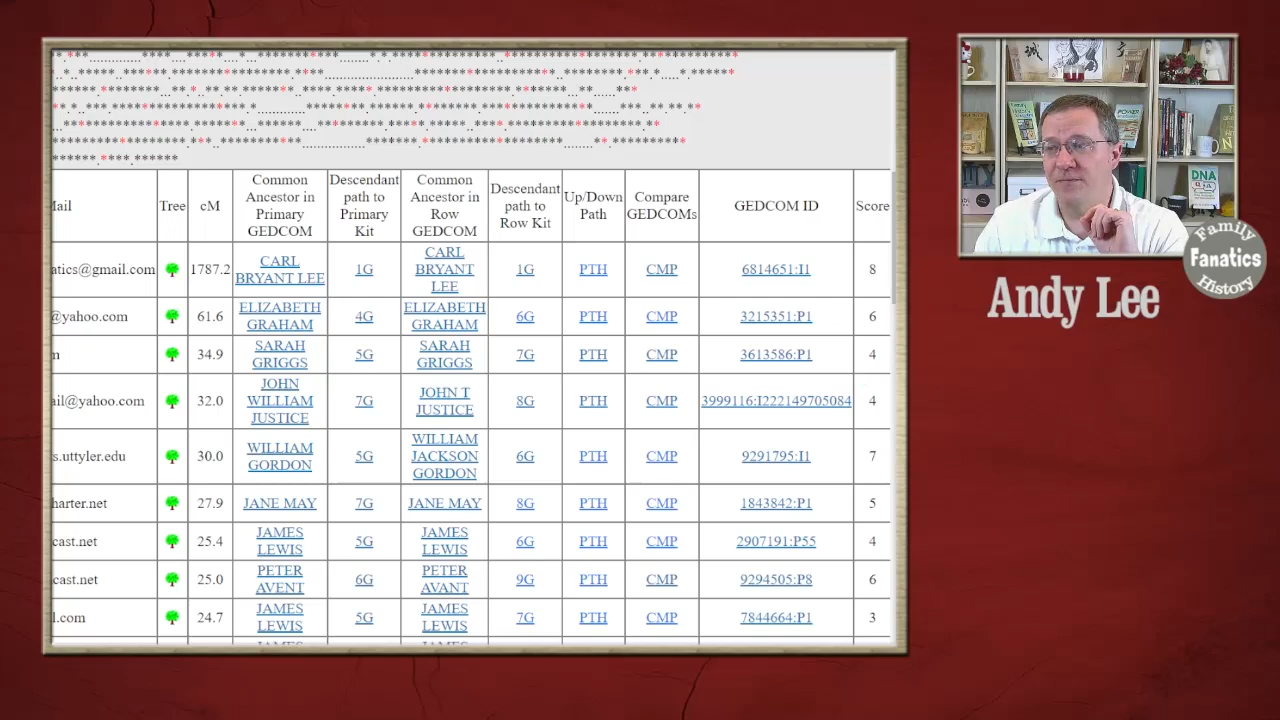 Mail
Tree
cM
Common
Ancestor in
Primary
GEDCOM
Descendant
path to
Primary
Kit
Common
Ancestor in
Row
GEDCOM
Descendant
path to
Row Kit
Up/Down
Path
Compare
GEDCOMs
GEDCOM ID
Score
atics@gmail.com 1787.2 CARL 1G CARL 1G PTH CMP 6814651:I1 8
BRYANT LEE BRYANT
LEE
@yahoo.com 61.6 ELIZABETH 4G ELIZABETH 6G PTH CMP 3215351:P1 6
GRAHAM GRAHAM
m 34.9 SARAH 5G SARAH 7G PTH CMP 3613586:P1 4
GRIGGS GRIGGS
ail@yahoo.com 32.0 JOHN 7G JOHN T 8G PTH CMP 3999116:I222149705084 4
WILLIAM JUSTICE
JUSTICE
s.uttyler.edu 30.0 WILLIAM 5G WILLIAM 6G PTH CMP 9291795:I1 7
GORDON JACKSON
GORDON
harter.net 27.9 JANE MAY 7G JANE MAY 8G PTH CMP 1843842:P1 5
cast.net 25.4 JAMES 5G JAMES 6G PTH CMP 2907191:P55 4
LEWIS LEWIS
cast.net 25.0 PETER 6G PETER 9G PTH CMP 9294505:P8 6
AVENT AVANT
l.com 24.7 JAMES 5G JAMES 7G PTH CMP 7844664:P1 3
LEWIS LEWIS
DNA
Family
Fanatics
History
Andy Lee